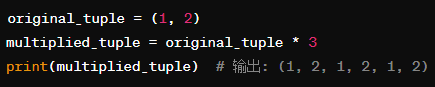 original_tuple = (1, 2)
multiplied_tuple = original_tuple * 3
print(multiplied_tuple)  # 输出: (1, 2, 1, 2, 1, 2)